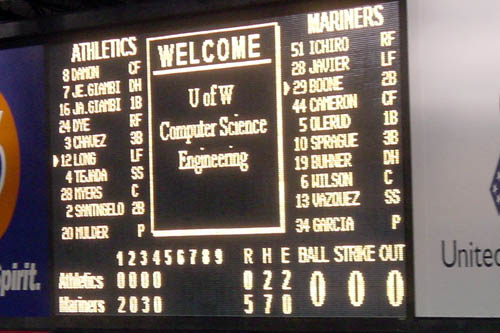 ATHLETICS
8 DAMON CF
7 JE.GIAMBI DH
16 JA.GIAMBI 1B
24 DYE RF
3 CHAVEZ 3B
12 LONG LF
4 TEJADA SS
28 MYERS C
2 SANTNGELO 2B
20 MULDER P
WELCOME
U of W
Computer Science
Engineering
MARINERS
51 ICHIRO RF
28 JAVIER LF
29 BOONE 2B
44 CAMERON CF
5 OLERUD 1B
10 SPRAGUE 3B
19 BUHNER DH
6 WILSON C
13 VAZQUEZ SS
34 GARCIA P
1 2 3 4 5 6 7 8 9 R H E BALL STRIKE OUT
Athletics 0 0 0 0 0 2 2 0 0 0
Mariners 2 0 3 0 5 7 0
Spirit.
United